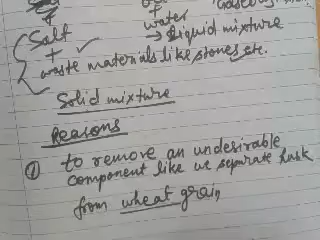 water
Salt
→ Liquid mixture
+
waste materials like stones etc.
Solid mixture
Reasons
① to remove an undesirable
component like we separate husk
from wheat grain,